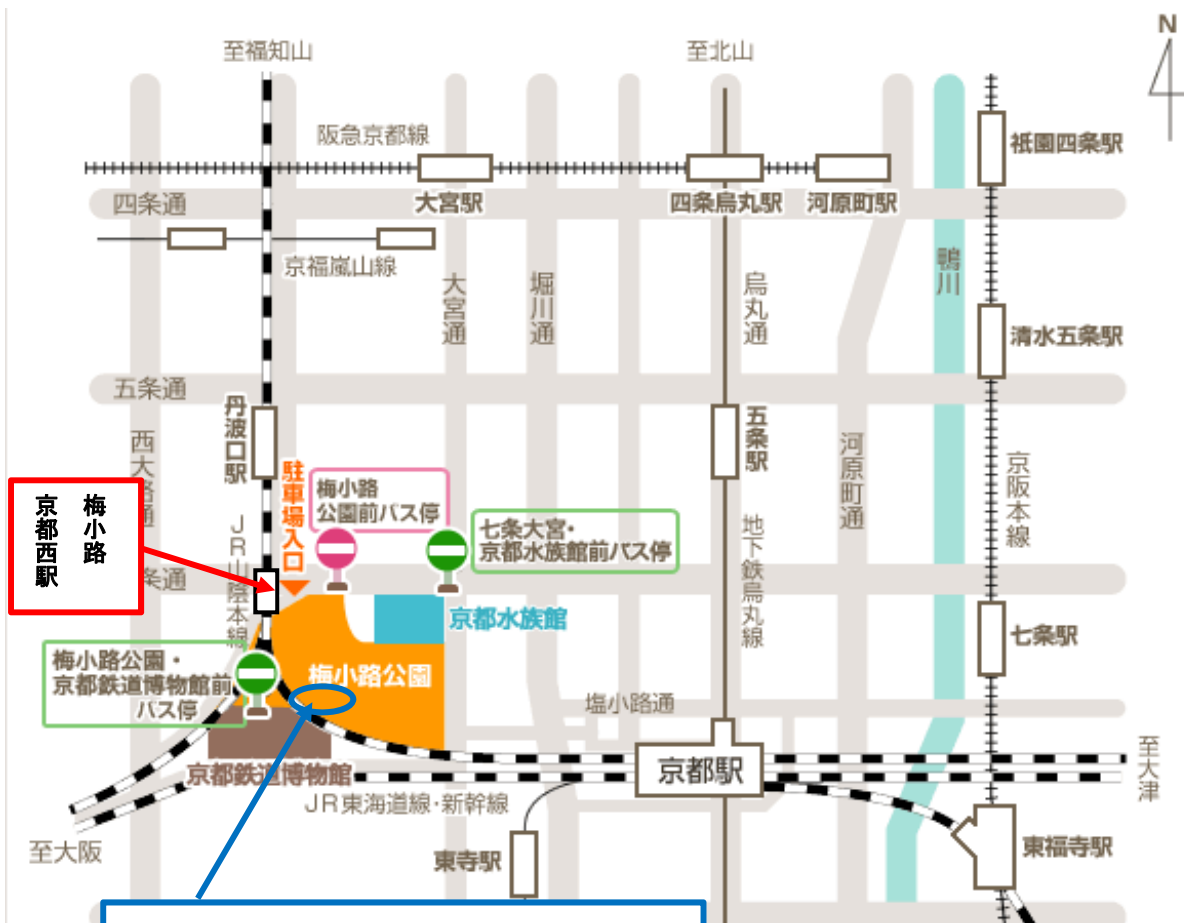 N
至福知山
至北山
阪急京都線
祇園四条駅
四条通
大宮駅
四条烏丸駅
河原町駅
京福嵐山線
大宮通
堀川通
烏丸通
鴨川
清水五条駅
五条通
丹波口駅
五条駅
西大路通
河原町通
京阪本線
駐車場入口
梅小路
公園前バス停
七条大宮・
京都水族館前バス停
梅小路
京都西駅
条通
JR山陰本線
地下鉄烏丸線
京都水族館
七条駅
梅小路公園・
京都鉄道博物館前
バス停
梅小路公園
塩小路通
京都鉄道博物館
京都駅
至大津
JR東海道線・新幹線
至大阪
東寺駅
東福寺駅